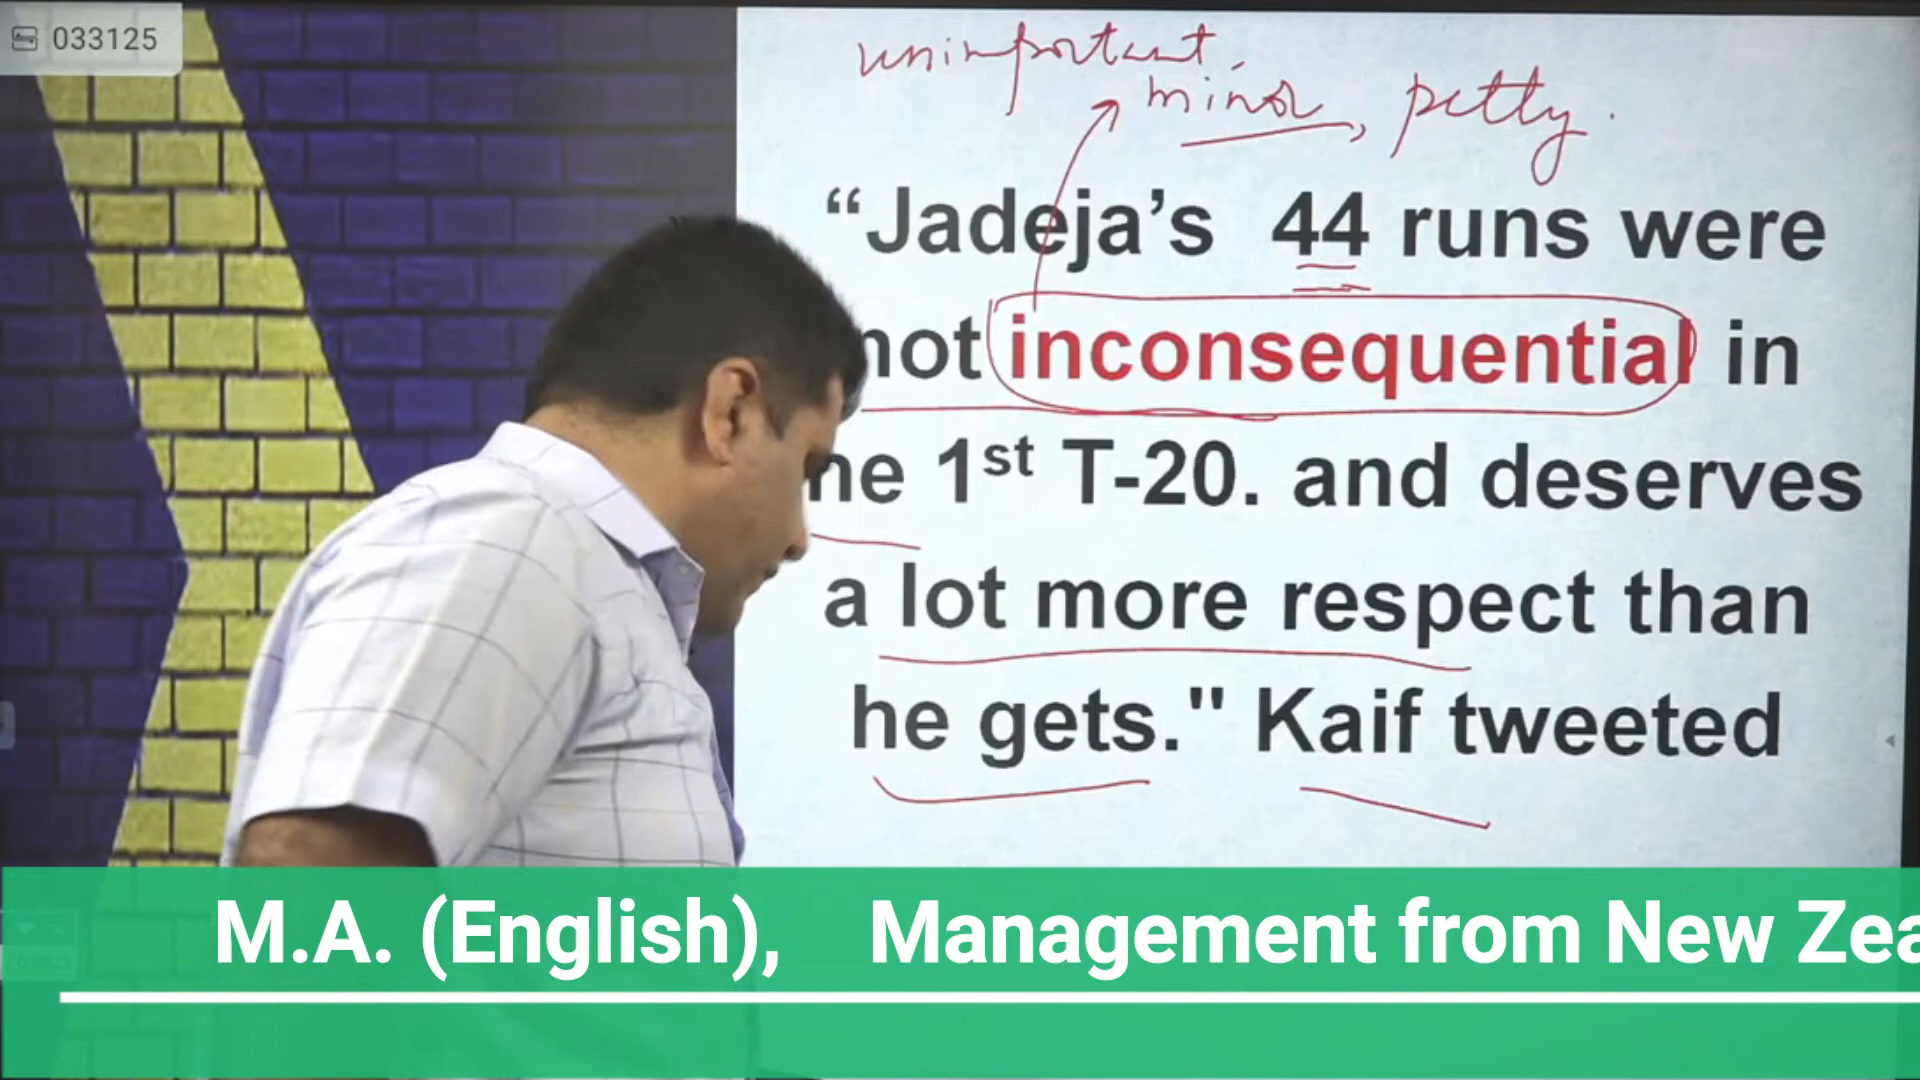 033125
unimportant,
minor, petty.
“Jadeja’s 44 runs were
not inconsequential in
he 1st T-20. and deserves
a lot more respect than
he gets." Kaif tweeted
M.A. (English), Management from New Zea